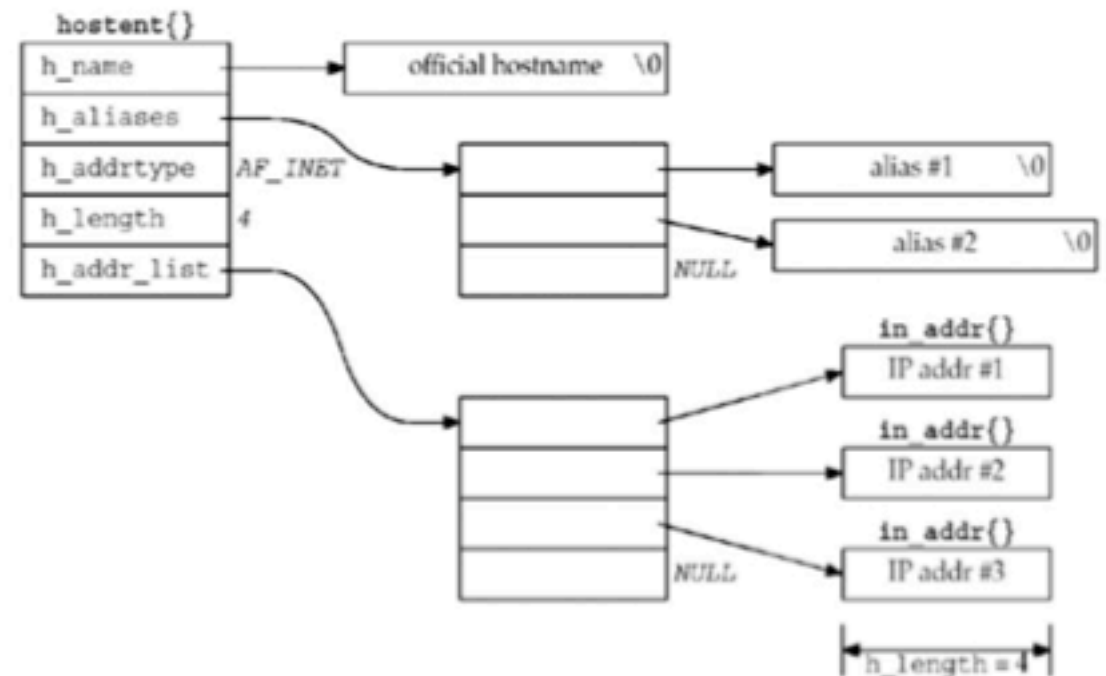 hostent{}
h_name
official hostname \0
h_aliases
h_addrtype AF_INET
alias #1 \0
h_length 4
alias #2 \0
h_addr_list
NULL
in_addr{}
IP addr #1
in_addr{}
IP addr #2
in_addr{}
IP addr #3
NULL
h_length = 4